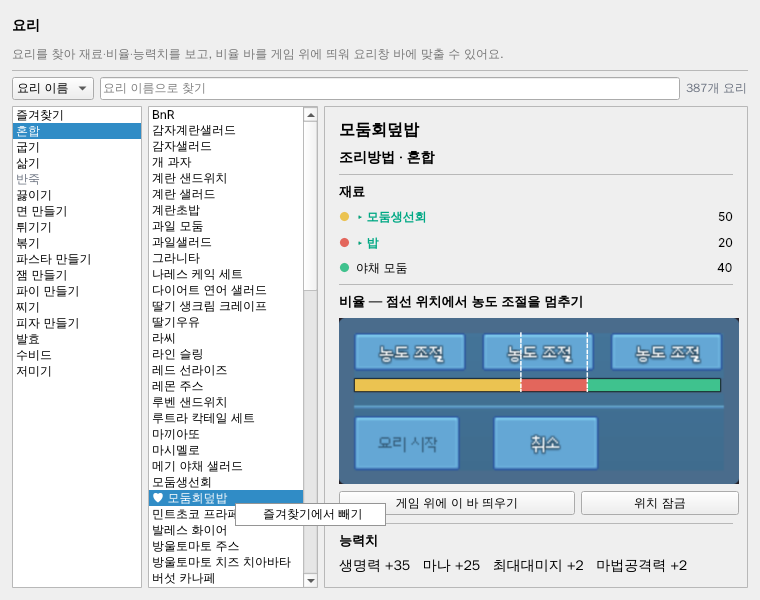 요리
요리를 찾아 재료·비율·능력치를 보고, 비율 바를 게임 위에 띄워 요리창 바에 맞출 수 있어요.
요리 이름
요리 이름으로 찾기
387개 요리
즐겨찾기
혼합
굽기
삶기
반죽
끓이기
면 만들기
튀기기
볶기
파스타 만들기
잼 만들기
파이 만들기
찌기
피자 만들기
발효
수비드
저미기
BnR
감자계란샐러드
감자샐러드
개 과자
계란 샌드위치
계란 샐러드
계란초밥
과일 모둠
과일샐러드
그라니타
나레스 케익 세트
다이어트 연어 샐러드
딸기 생크림 크레이프
딸기우유
라씨
라인 슬링
레드 선라이즈
레몬 주스
루벤 샌드위치
루트라 칵테일 세트
마끼아또
마시멜로
메기 야채 샐러드
모둠생선회
♥ 모둠회덮밥
민트초코 프라페
발레스 화이어
방울토마토 주스
방울토마토 치즈 치아바타
버섯 카나페
즐겨찾기에서 빼기
모둠회덮밥
조리방법 · 혼합
재료
▸ 모둠생선회 50
▸ 밥 20
야채 모둠 40
비율 — 점선 위치에서 농도 조절을 멈추기
농도 조절 농도 조절 농도 조절
요리 시작 취소
게임 위에 이 바 띄우기 위치 잠금
능력치
생명력 +35 마나 +25 최대대미지 +2 마법공격력 +2